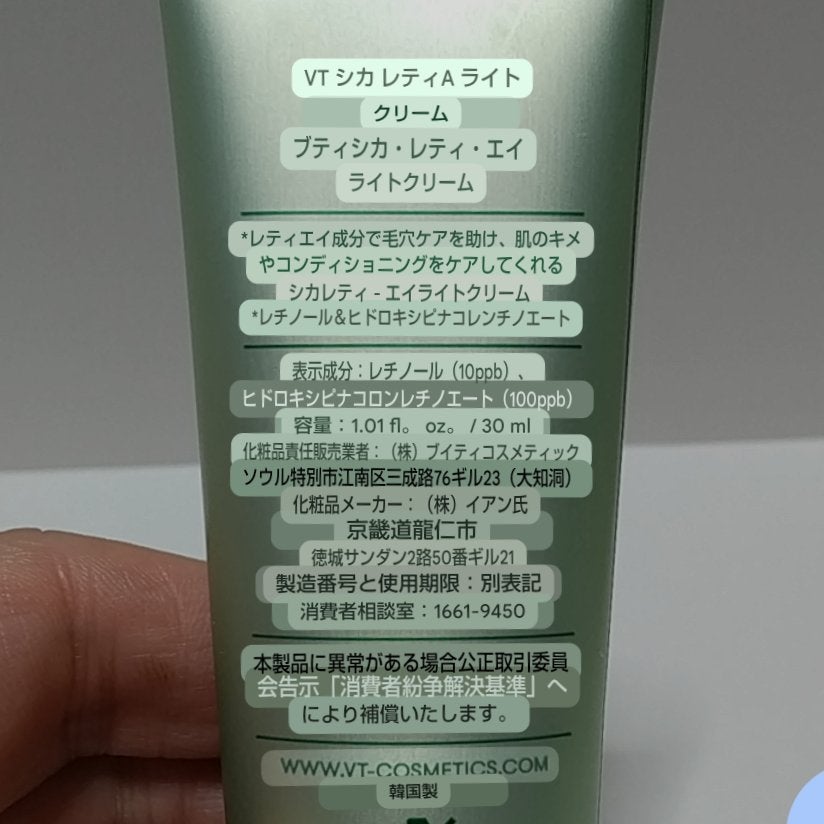 VT シカ レティA ライト
クリーム
ブティシカ・レティ・エイ
ライトクリーム
*レティエイ成分で毛穴ケアを助け、肌のキメ
やコンディショニングをケアしてくれる
シカレティ - エイライトクリーム
*レチノール＆ヒドロキシピナコレンチノエート
表示成分：レチノール（10ppb）、
ヒドロキシピナコロンレチノエート（100ppb）
容量：1.01 fl。 oz。 / 30 ml
化粧品責任販売業者：（株）ブイティコスメティック
ソウル特別市江南区三成路76ギル23（大知洞）
化粧品メーカー：（株）イアン氏
京畿道龍仁市
徳城サンダン2路50番ギル21
製造番号と使用期限：別表記
消費者相談室：1661-9450
本製品に異常がある場合公正取引委員
会告示「消費者紛争解決基準」へ
により補償いたします。
WWW.VT-COSMETICS.COM
韓国製